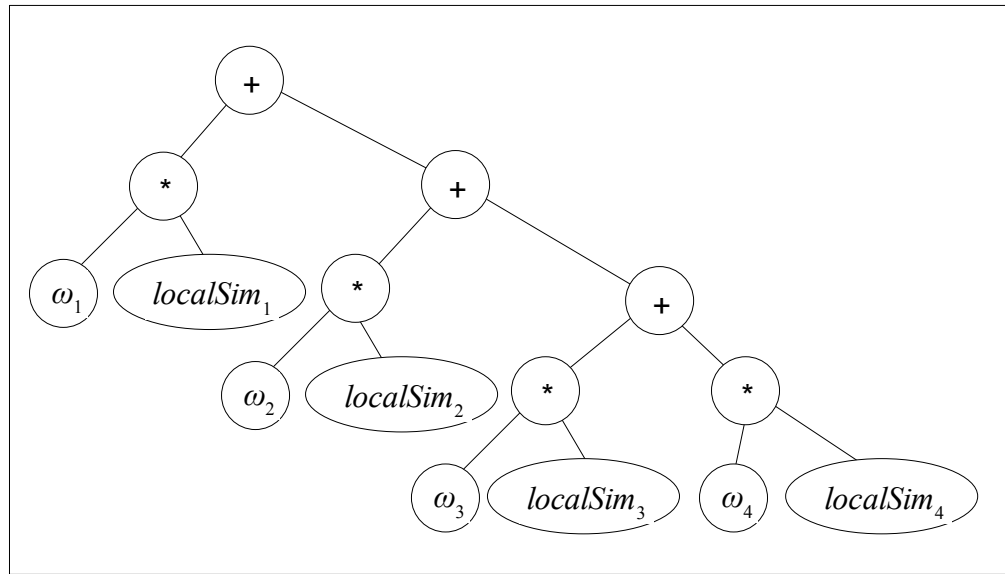 +
*
+
ω₁
localSim₁
*
+
ω₂
localSim₂
*
*
ω₃
localSim₃
ω₄
localSim₄